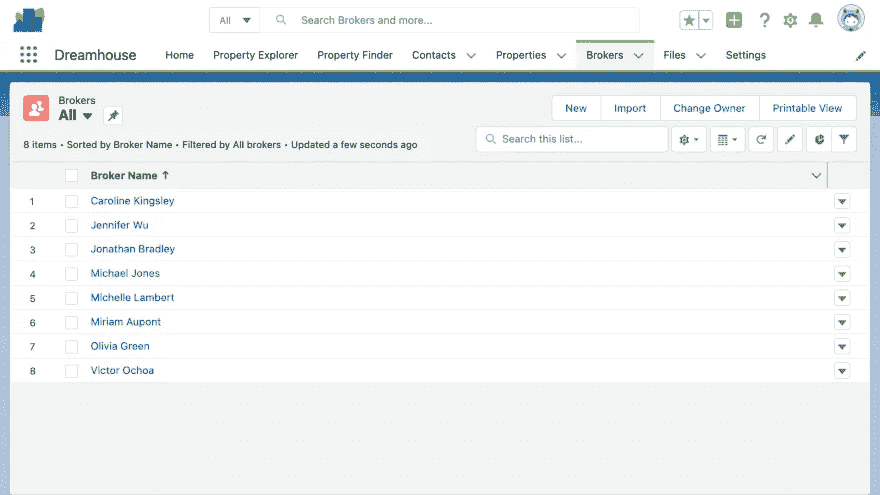 All Search Brokers and more...
Dreamhouse Home Property Explorer Property Finder Contacts Properties Brokers Files Settings
Brokers
All
New Import Change Owner Printable View
8 items • Sorted by Broker Name • Filtered by All brokers • Updated a few seconds ago
Search this list...
Broker Name ↑
1 Caroline Kingsley
2 Jennifer Wu
3 Jonathan Bradley
4 Michael Jones
5 Michelle Lambert
6 Miriam Aupont
7 Olivia Green
8 Victor Ochoa